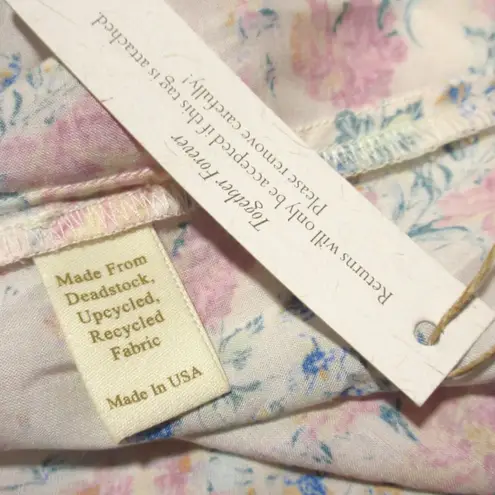 Together Forever
Returns will only be accepted if this tag is attached.
Please remove carefully!
Made From
Deadstock,
Upcycled,
Recycled
Fabric
Made In USA